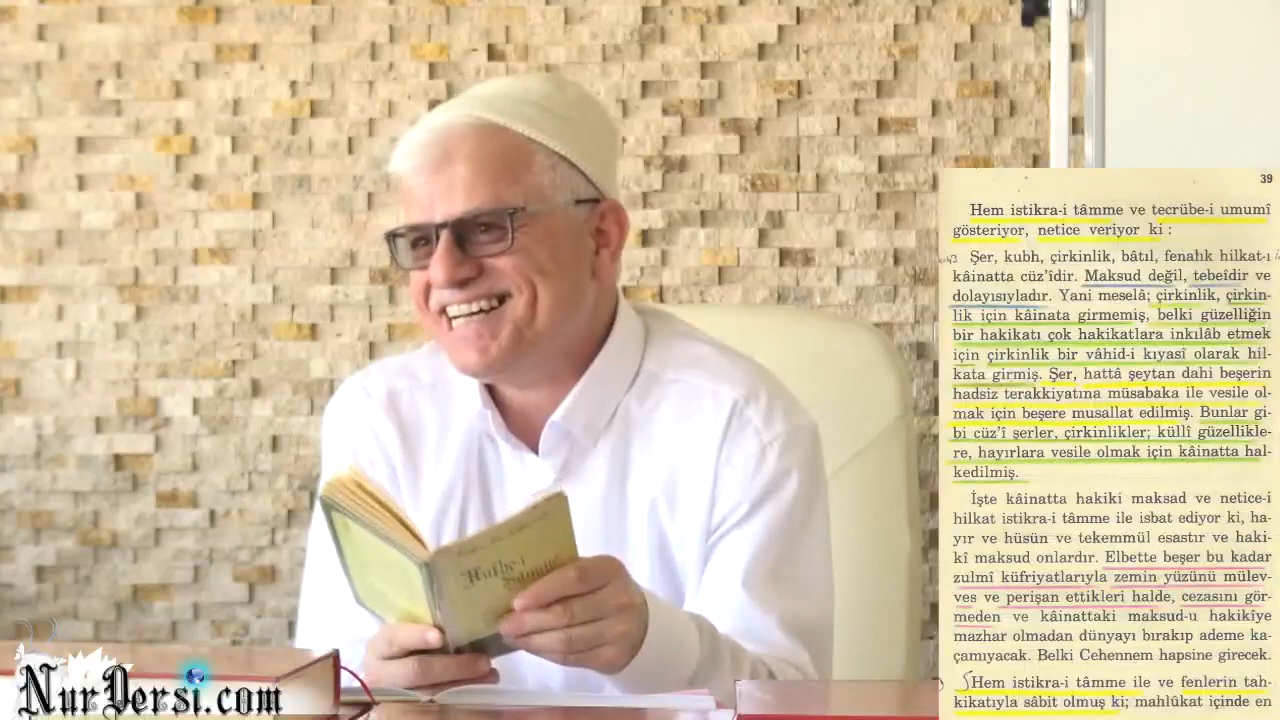 Hutbe-i
Şâmiye
NurDersi.com
39
Hem istikra-i tâmme ve tecrübe-i umumî
gösteriyor, netice veriyor ki :
Şer, kubh, çirkinlik, bâtıl, fenalık hilkat-ı
kâinatta cüz'îdir. Maksud değil, tebeîdir ve
dolayısıyladır. Yani meselâ; çirkinlik, çirkin-
lik için kâinata girmemiş, belki güzelliğin
bir hakikatı çok hakikatlara inkılâb etmek
için çirkinlik bir vâhid-i kıyasî olarak hil-
kata girmiş. Şer, hattâ şeytan dahi beşerin
hadsiz terakkiyatına müsabaka ile vesile ol-
mak için beşere musallat edilmiş. Bunlar gi-
bi cüz'î şerler, çirkinlikler; küllî güzellikle-
re, hayırlara vesile olmak için kâinatta hal-
kedilmiş.
İşte kâinatta hakiki maksad ve netice-i
hilkat istikra-i tâmme ile isbat ediyor ki, ha-
yır ve hüsün ve tekemmül esastır ve haki-
kî maksud onlardır. Elbette beşer bu kadar
zulmî küfriyatlarıyla zemin yüzünü mülev-
ves ve perişan ettikleri halde, cezasını gör-
meden ve kâinattaki maksud-u hakikîye
mazhar olmadan dünyayı bırakıp ademe ka-
çamıyacak. Belki Cehennem hapsine girecek.
Hem istikra-i tâmme ile ve fenlerin tah-
kikatıyla sâbit olmuş ki; mahlûkat içinde en